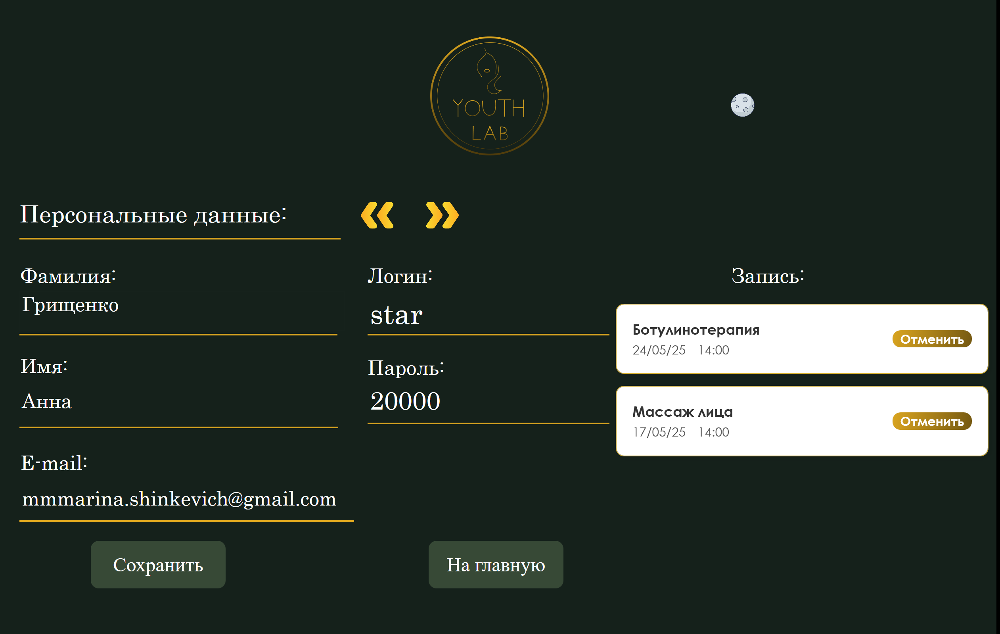 YOUTH
LAB
Персональные данные:
Фамилия:
Грищенко
Имя:
Анна
E-mail:
mmmarina.shinkevich@gmail.com
Логин:
star
Пароль:
20000
Запись:
Ботулинотерапия
24/05/25 14:00
Отменить
Массаж лица
17/05/25 14:00
Отменить
Сохранить
На главную